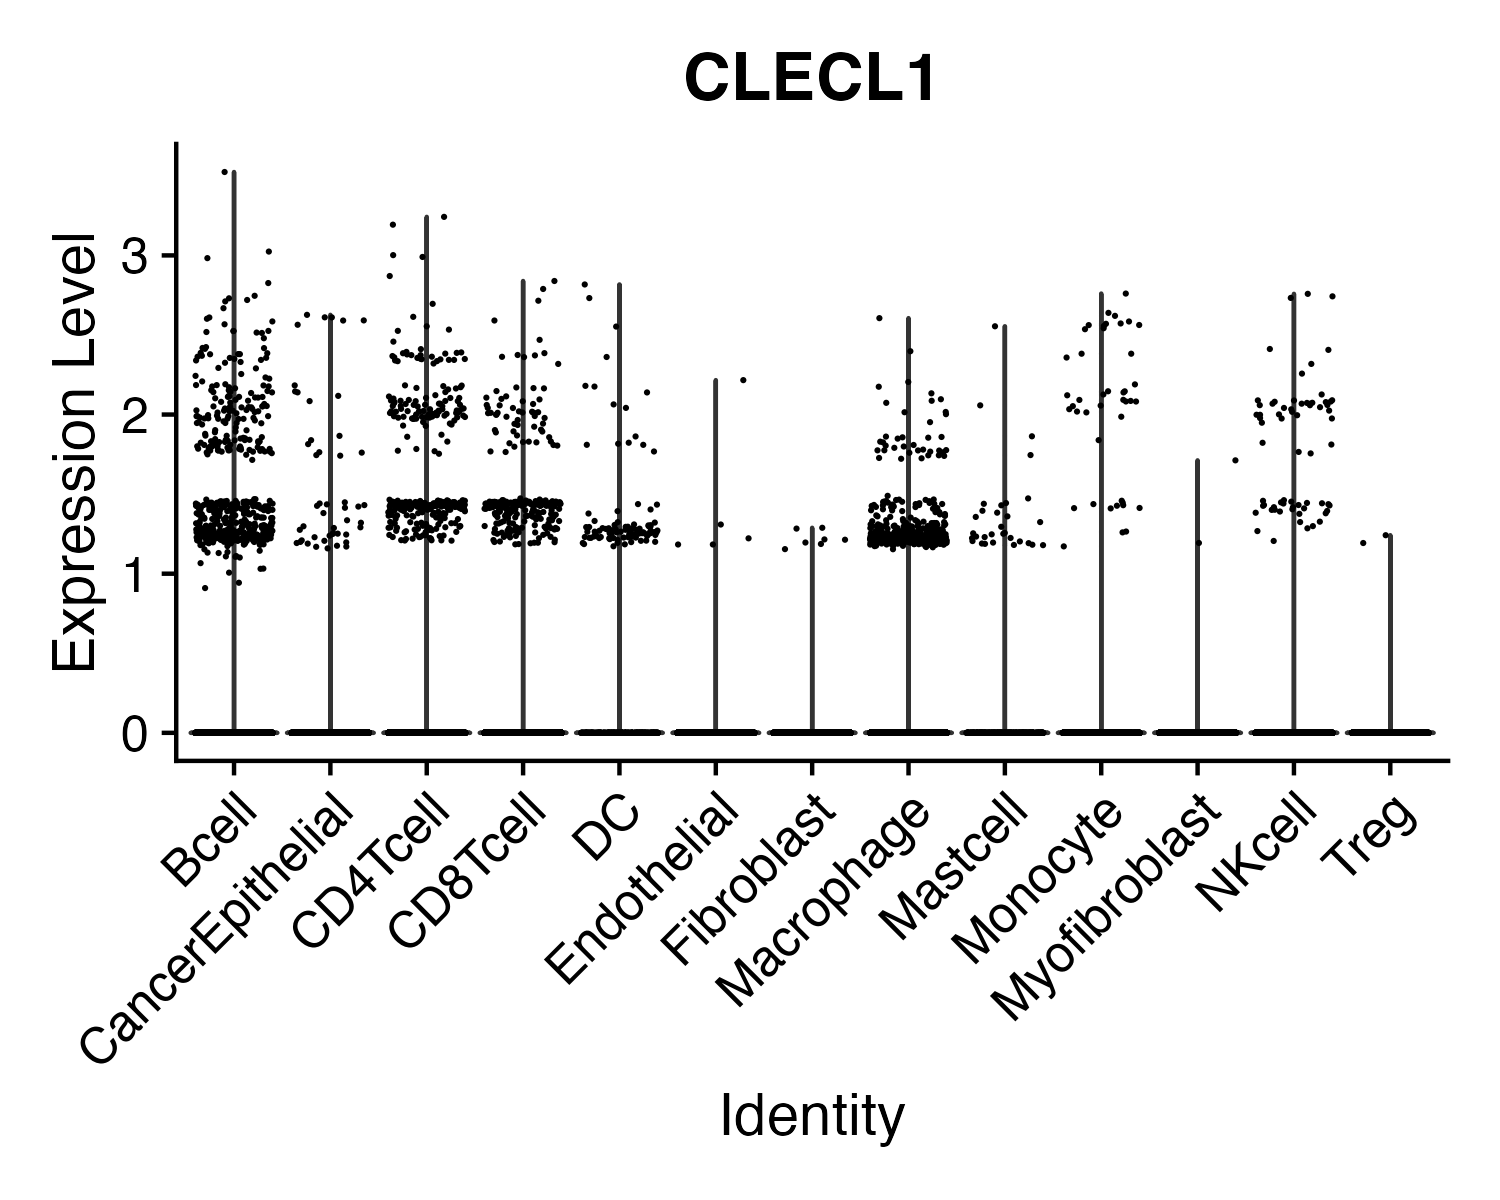 CLECL1
Expression Level
3
2
1
0
Bcell
CancerEpithelial
CD4Tcell
CD8Tcell
DC
Endothelial
Fibroblast
Macrophage
Mastcell
Monocyte
Myofibroblast
NKcell
Treg
Identity